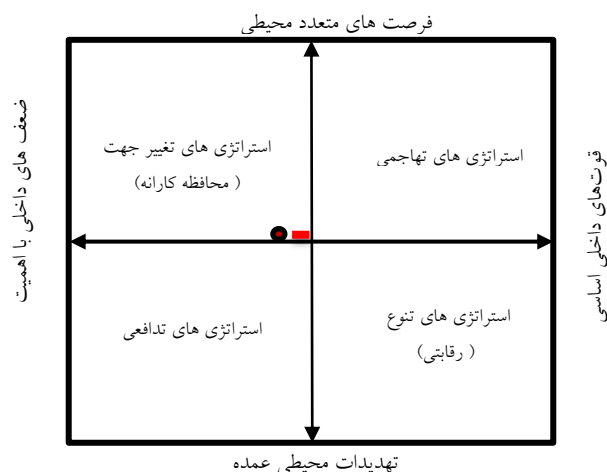 فرصت های متعدد محیطی
قوت‌های داخلی اساسی
استراتژی های تهاجمی
استراتژی های تغییر جهت
( محافظه کارانه)
ضعف های داخلی با اهمیت
استراتژی های تنوع
( رقابتی)
استراتژی های تدافعی
تهدیدات محیطی عمده